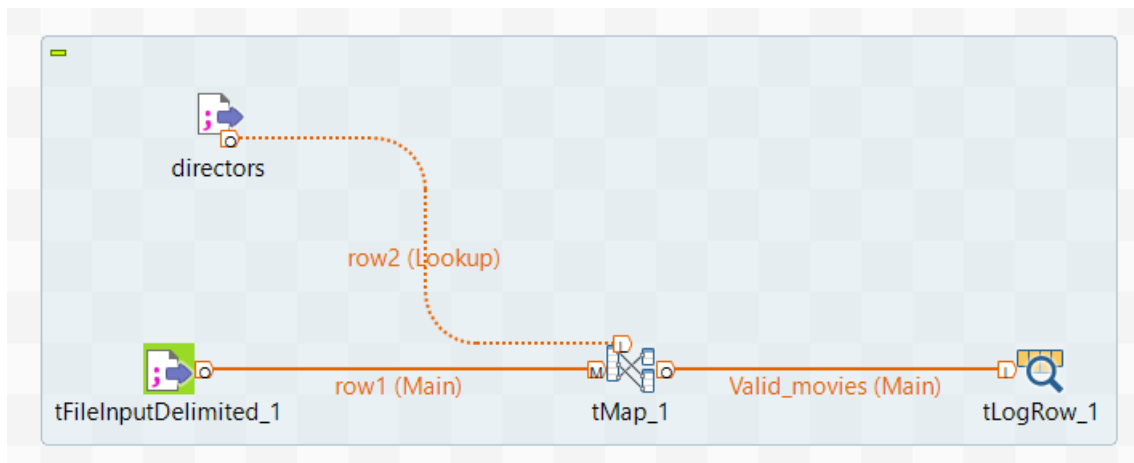 directors
row2 (Lookup)
row1 (Main)
Valid_movies (Main)
tFileInputDelimited_1
tMap_1
tLogRow_1
O
L
O
M
O
I